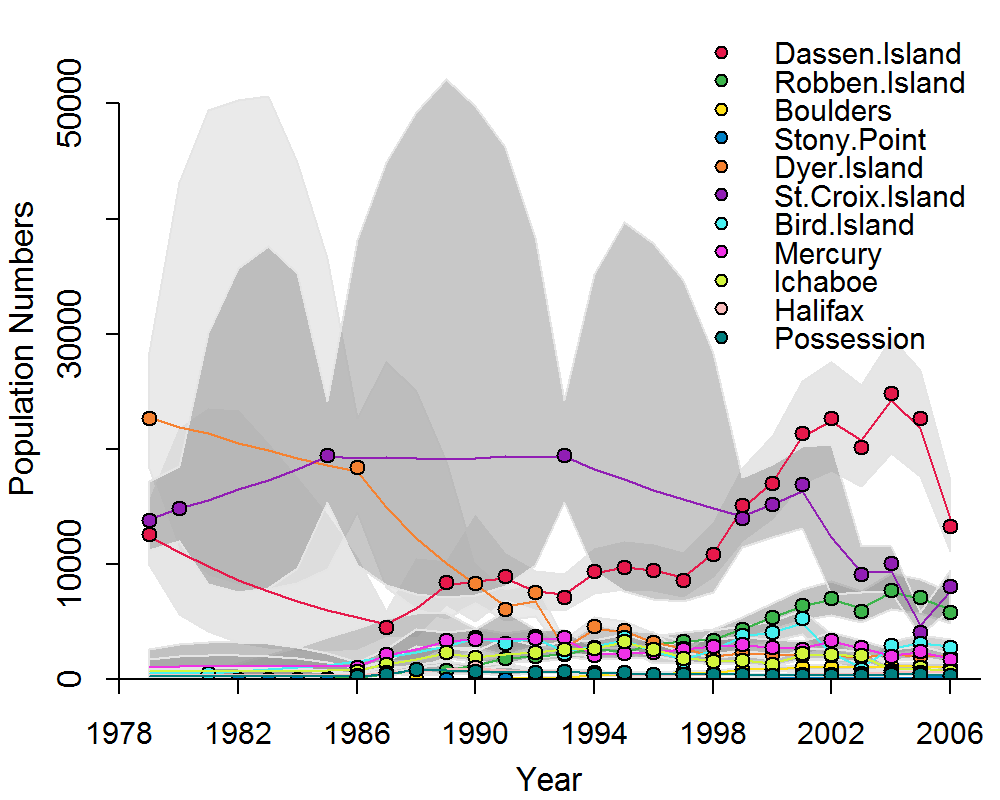 Dassen.Island
Robben.Island
Boulders
Stony.Point
Dyer.Island
St.Croix.Island
Bird.Island
Mercury
Ichaboe
Halifax
Possession
Population Numbers
50000
30000
10000
0
1978 1982 1986 1990 1994 1998 2002 2006
Year